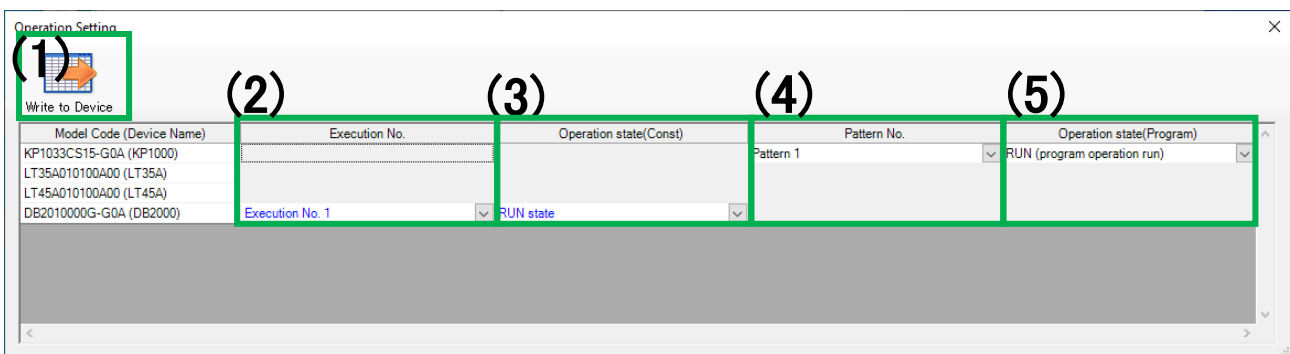 Operation Setting
(1)
Write to Device
(2)
(3)
(4)
(5)
Model Code (Device Name) Execution No. Operation state(Const) Pattern No. Operation state(Program)
KP1033CS15-G0A (KP1000) Pattern 1 RUN (program operation run)
LT35A010100A00 (LT35A)
LT45A010100A00 (LT45A)
DB2010000G-G0A (DB2000) Execution No. 1 RUN state